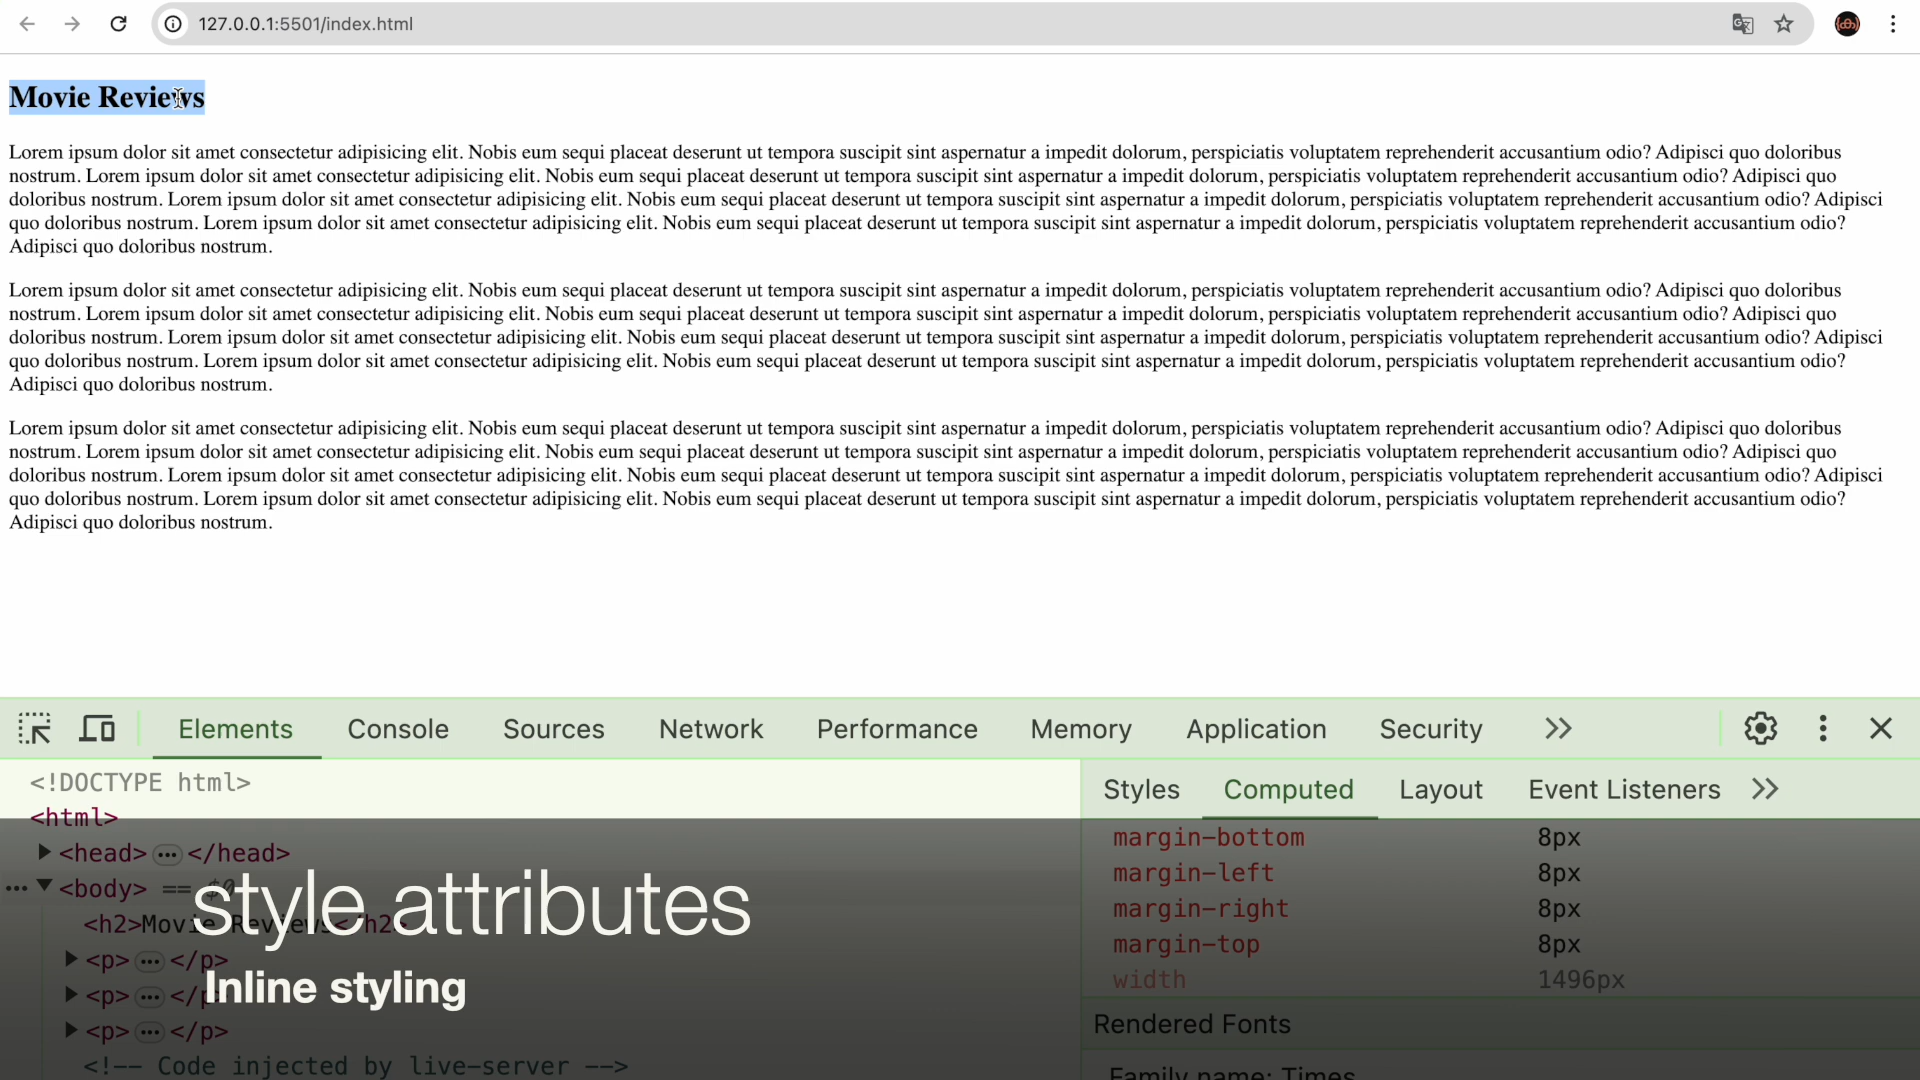 127.0.0.1:5501/index.html
Movie Reviews
Lorem ipsum dolor sit amet consectetur adipisicing elit. Nobis eum sequi placeat deserunt ut tempora suscipit sint aspernatur a impedit dolorum, perspiciatis voluptatem reprehenderit accusantium odio? Adipisci quo doloribus
nostrum. Lorem ipsum dolor sit amet consectetur adipisicing elit. Nobis eum sequi placeat deserunt ut tempora suscipit sint aspernatur a impedit dolorum, perspiciatis voluptatem reprehenderit accusantium odio? Adipisci quo
doloribus nostrum. Lorem ipsum dolor sit amet consectetur adipisicing elit. Nobis eum sequi placeat deserunt ut tempora suscipit sint aspernatur a impedit dolorum, perspiciatis voluptatem reprehenderit accusantium odio? Adipisci
quo doloribus nostrum. Lorem ipsum dolor sit amet consectetur adipisicing elit. Nobis eum sequi placeat deserunt ut tempora suscipit sint aspernatur a impedit dolorum, perspiciatis voluptatem reprehenderit accusantium odio?
Adipisci quo doloribus nostrum.
Lorem ipsum dolor sit amet consectetur adipisicing elit. Nobis eum sequi placeat deserunt ut tempora suscipit sint aspernatur a impedit dolorum, perspiciatis voluptatem reprehenderit accusantium odio? Adipisci quo doloribus
nostrum. Lorem ipsum dolor sit amet consectetur adipisicing elit. Nobis eum sequi placeat deserunt ut tempora suscipit sint aspernatur a impedit dolorum, perspiciatis voluptatem reprehenderit accusantium odio? Adipisci quo
doloribus nostrum. Lorem ipsum dolor sit amet consectetur adipisicing elit. Nobis eum sequi placeat deserunt ut tempora suscipit sint aspernatur a impedit dolorum, perspiciatis voluptatem reprehenderit accusantium odio? Adipisci
quo doloribus nostrum. Lorem ipsum dolor sit amet consectetur adipisicing elit. Nobis eum sequi placeat deserunt ut tempora suscipit sint aspernatur a impedit dolorum, perspiciatis voluptatem reprehenderit accusantium odio?
Adipisci quo doloribus nostrum.
Lorem ipsum dolor sit amet consectetur adipisicing elit. Nobis eum sequi placeat deserunt ut tempora suscipit sint aspernatur a impedit dolorum, perspiciatis voluptatem reprehenderit accusantium odio? Adipisci quo doloribus
nostrum. Lorem ipsum dolor sit amet consectetur adipisicing elit. Nobis eum sequi placeat deserunt ut tempora suscipit sint aspernatur a impedit dolorum, perspiciatis voluptatem reprehenderit accusantium odio? Adipisci quo
doloribus nostrum. Lorem ipsum dolor sit amet consectetur adipisicing elit. Nobis eum sequi placeat deserunt ut tempora suscipit sint aspernatur a impedit dolorum, perspiciatis voluptatem reprehenderit accusantium odio? Adipisci
quo doloribus nostrum. Lorem ipsum dolor sit amet consectetur adipisicing elit. Nobis eum sequi placeat deserunt ut tempora suscipit sint aspernatur a impedit dolorum, perspiciatis voluptatem reprehenderit accusantium odio?
Adipisci quo doloribus nostrum.
Elements Console Sources Network Performance Memory Application Security
<!DOCTYPE html>
<html>
<head> … </head>
<body> == $0
<h2>Movie Reviews</h2>
<p> … </p>
<p> … </p>
<p> … </p>
<!-- Code injected by live-server -->
style attributes
Inline styling
Styles Computed Layout Event Listeners
margin-bottom 8px
margin-left 8px
margin-right 8px
margin-top 8px
width 1496px
Rendered Fonts
Family name: Times